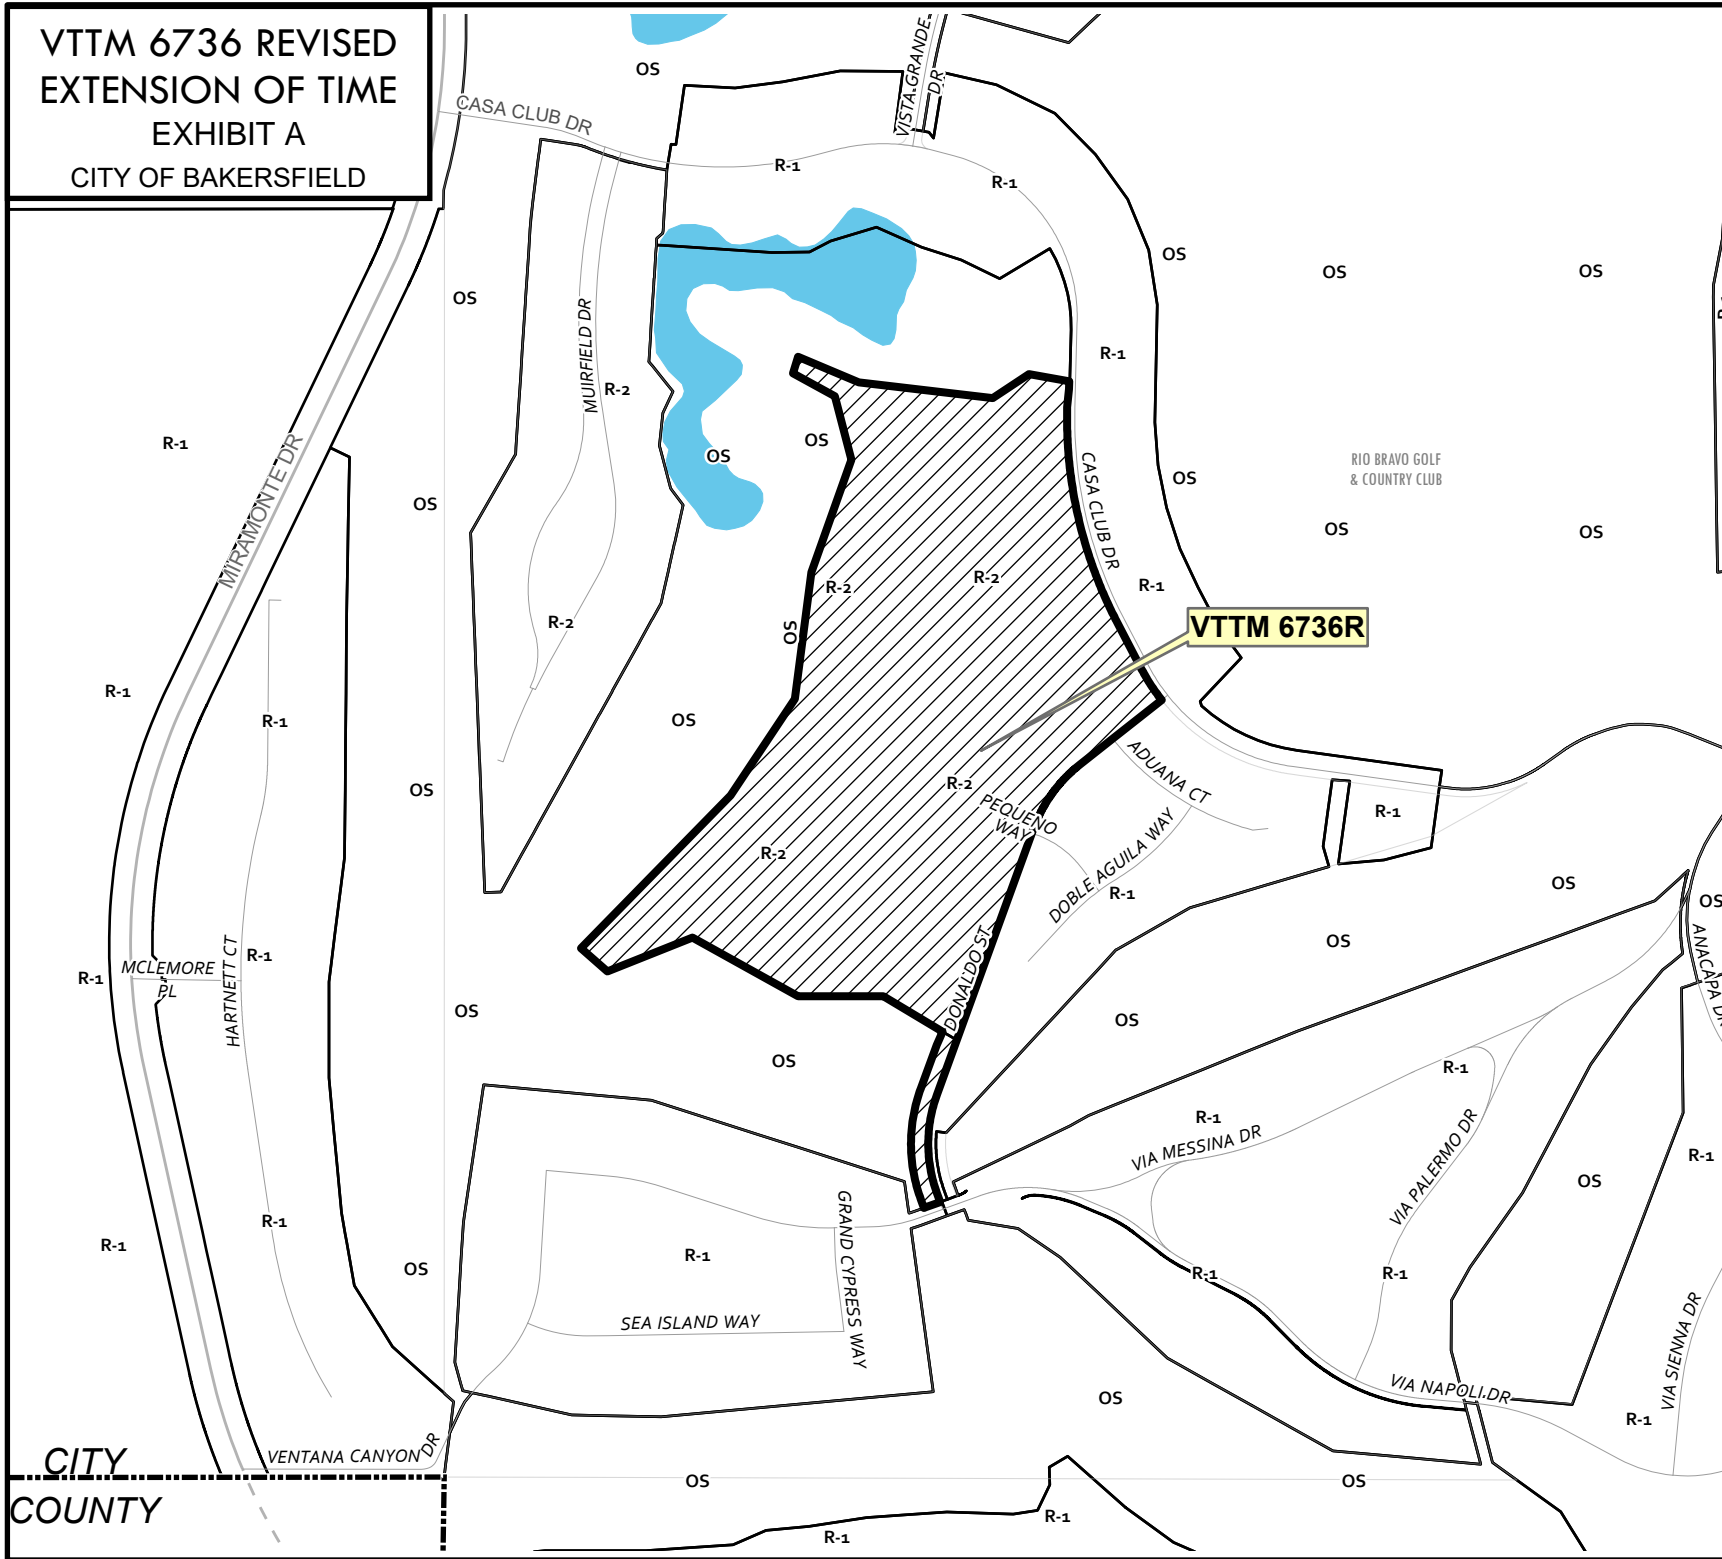 VTTM 6736 REVISED
EXTENSION OF TIME
EXHIBIT A
CITY OF BAKERSFIELD
OS
VISTA GRANDE
DR
CASA CLUB DR
R-1
R-1
OS
OS
OS
OS
MUIRFIELD DR
R-1
R-2
R-1
MIRAMONTE DR
OS
OS
CASA CLUB DR
RIO BRAVO GOLF
& COUNTRY CLUB
OS
OS
OS
OS
R-2
R-2
R-1
R-2
OS
VTTM 6736R
R-1
R-1
OS
OS
R-2
ADUANA CT
PEQUENO
WAY
R-1
DOBLE AGUILA WAY
R-2
R-1
OS
OS
OS
DONALDO ST
ANACAPA DR
R-1
HARTNETT CT
MCLEMORE
PL
R-1
OS
OS
OS
R-1
R-1
VIA MESSINA DR
VIA PALERMO DR
R-1
OS
R-1
R-1
GRAND CYPRESS WAY
R-1
OS
R-1
R-1
SEA ISLAND WAY
VIA SIENNA DR
VIA NAPOLI DR
OS
R-1
VENTANA CANYON DR
CITY
COUNTY
OS
OS
R-1
R-1